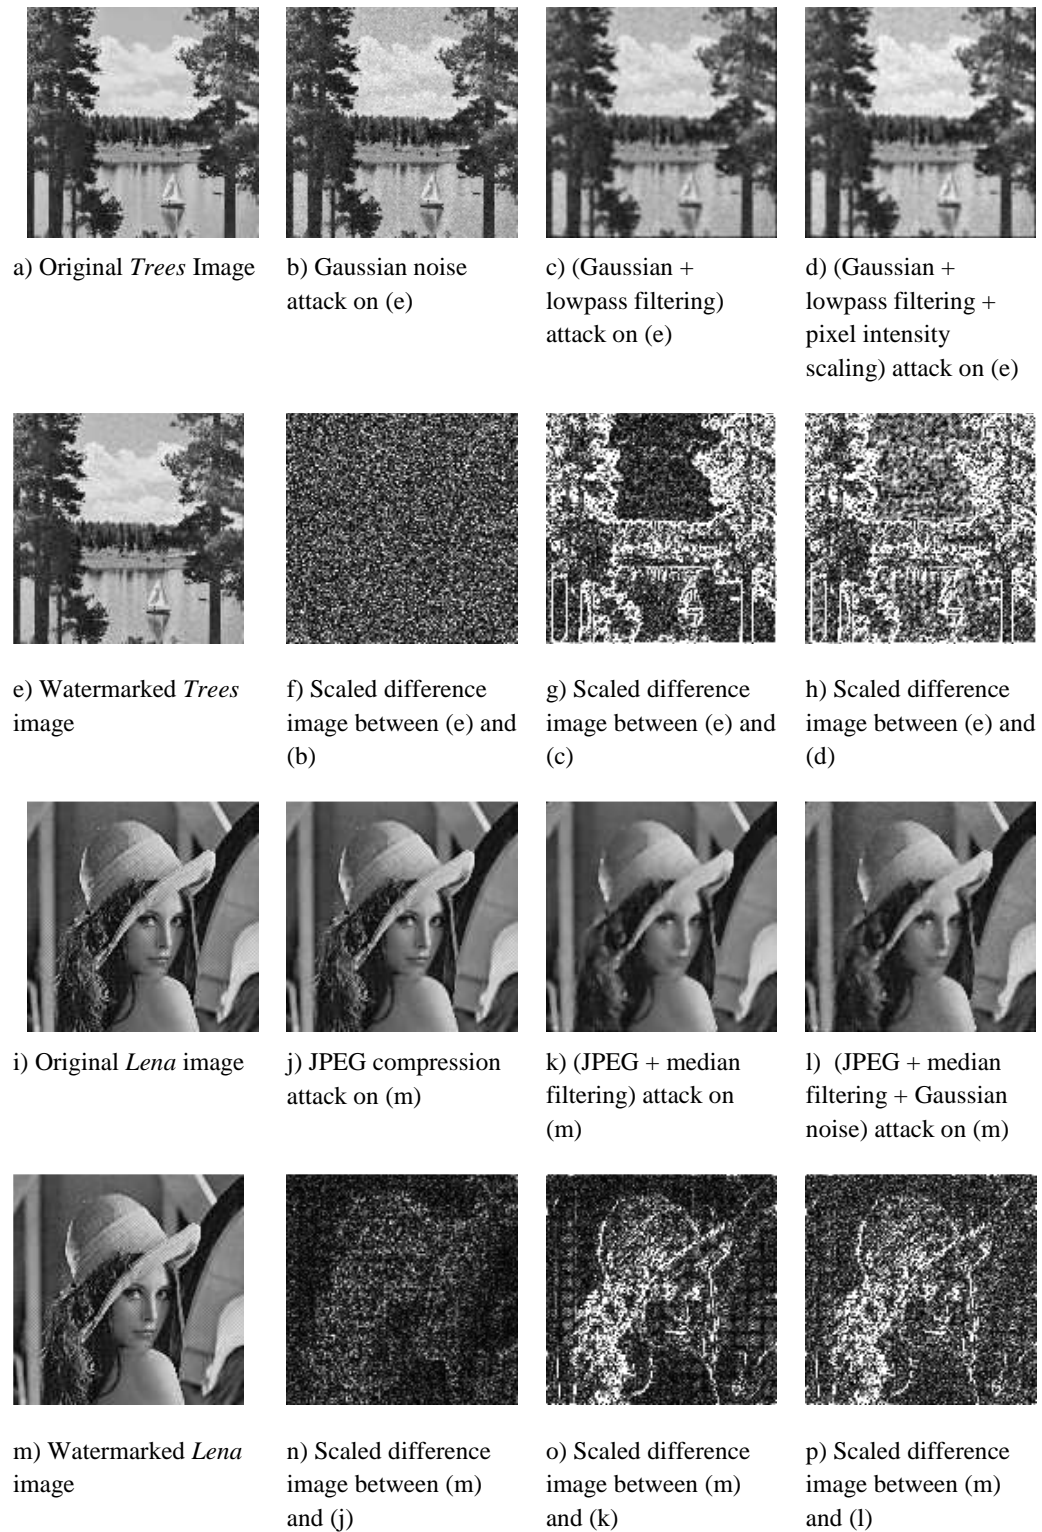 a) Original Trees Image
b) Gaussian noise
attack on (e)
c) (Gaussian +
lowpass filtering)
attack on (e)
d) (Gaussian +
lowpass filtering +
pixel intensity
scaling) attack on (e)
e) Watermarked Trees
image
f) Scaled difference
image between (e) and
(b)
g) Scaled difference
image between (e) and
(c)
h) Scaled difference
image between (e) and
(d)
i) Original Lena image
j) JPEG compression
attack on (m)
k) (JPEG + median
filtering) attack on
(m)
l) (JPEG + median
filtering + Gaussian
noise) attack on (m)
m) Watermarked Lena
image
n) Scaled difference
image between (m)
and (j)
o) Scaled difference
image between (m)
and (k)
p) Scaled difference
image between (m)
and (l)